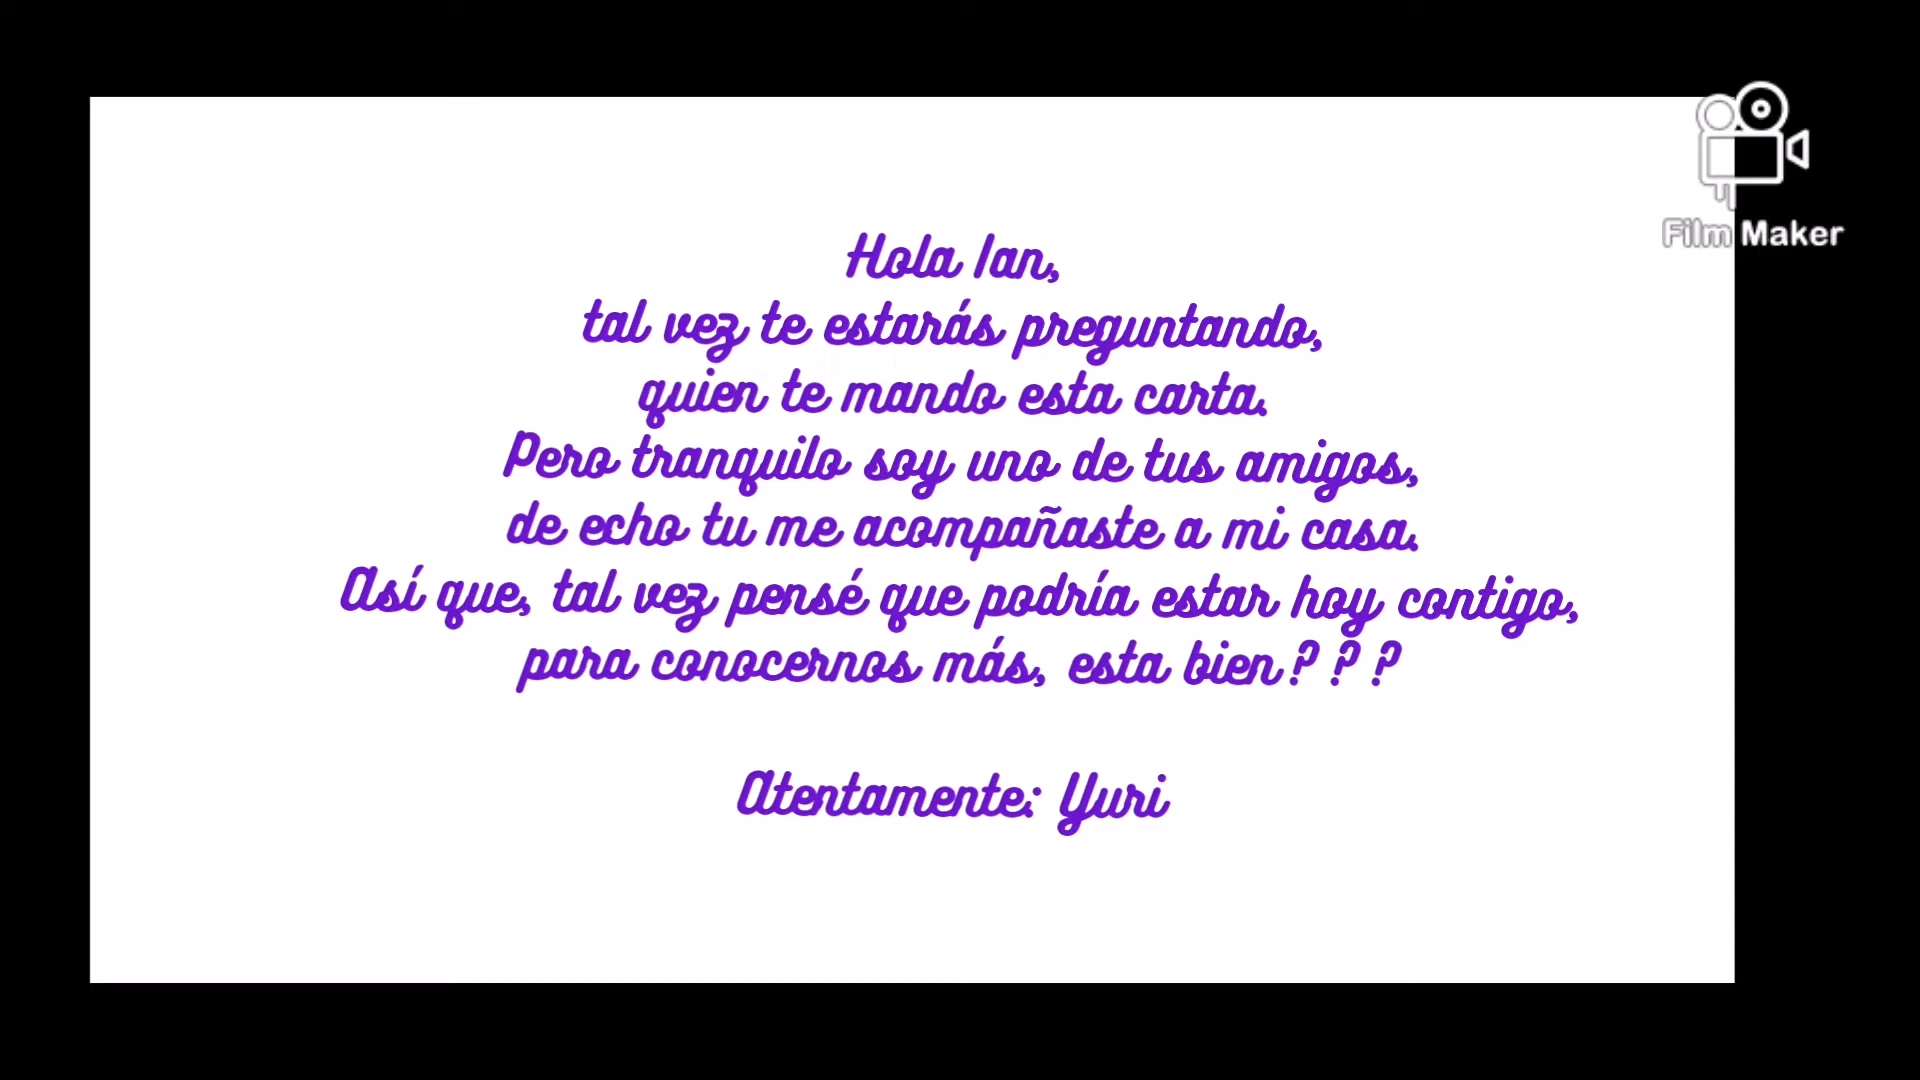 Film Maker
Hola Ian,
tal vez te estarás preguntando,
quien te mando esta carta.
Pero tranquilo soy uno de tus amigos,
de echo tu me acompañaste a mi casa.
Así que, tal vez pensé que podría estar hoy contigo,
para conocernos más, esta bien???
Atentamente: Yuri